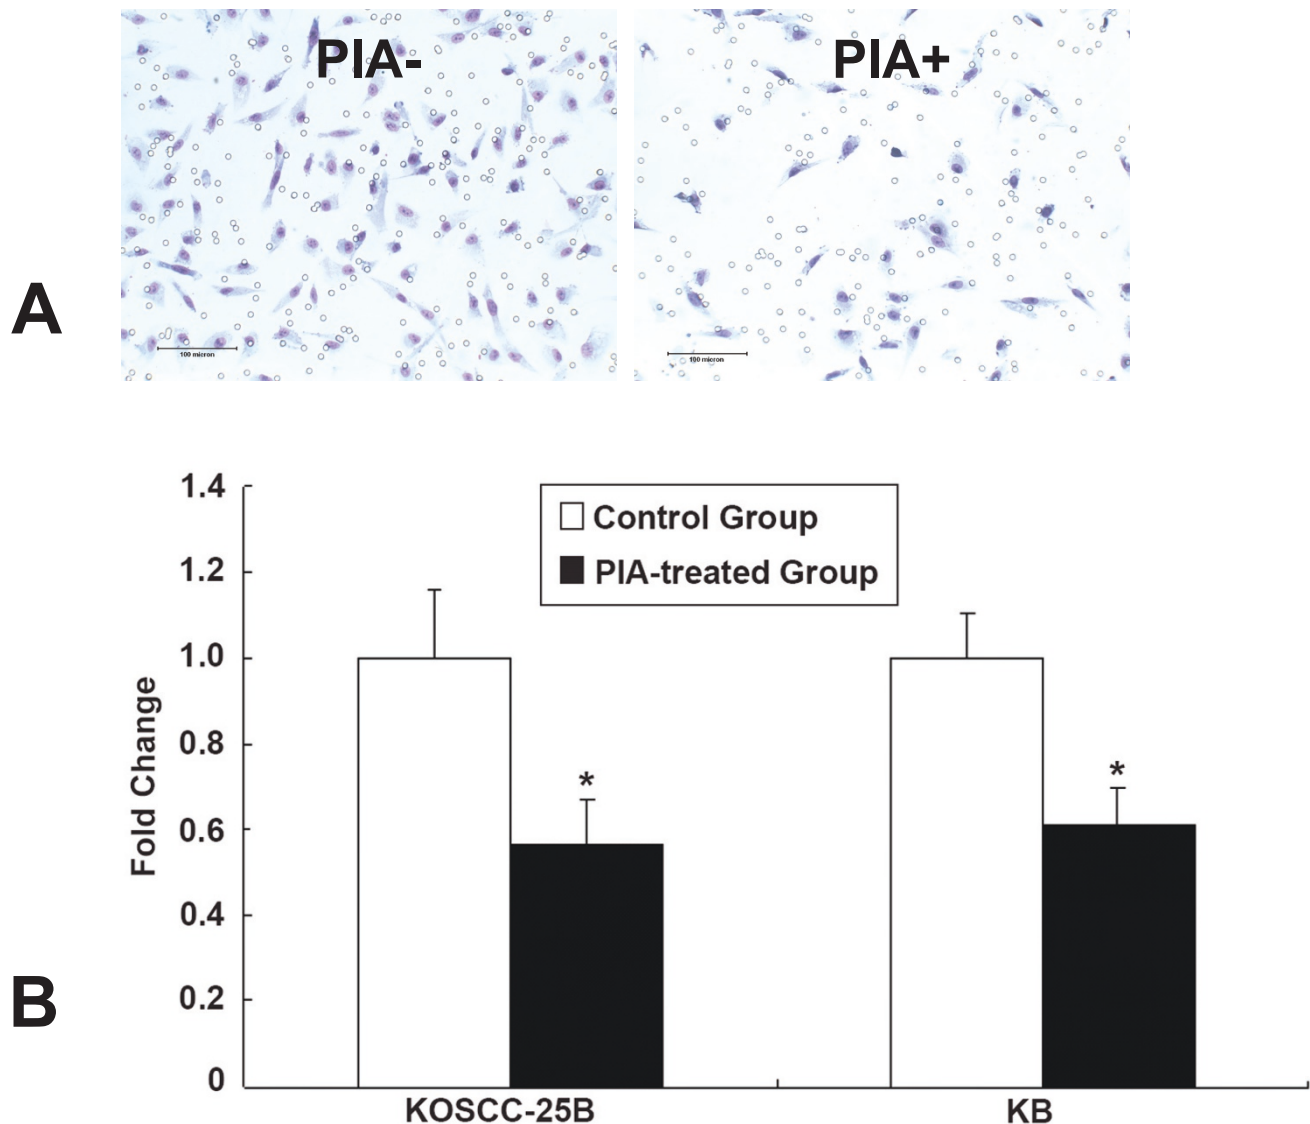 PIA-
PIA+
A
100 micron
100 micron
1.4
Control Group
PIA-treated Group
1.2
1.0
0.8
*
*
0.6
0.4
0.2
0
Fold Change
B
KOSCC-25B
KB